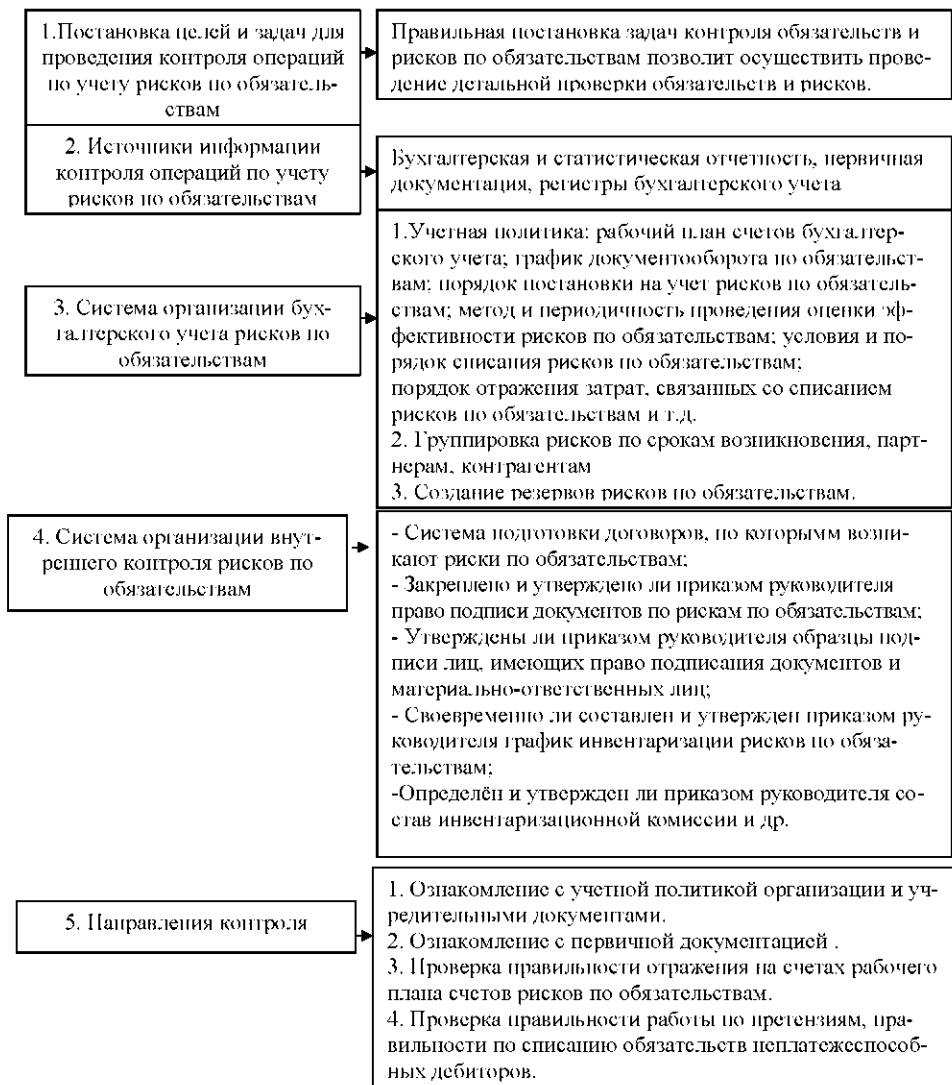 1.Постановка целей и задач для
проведения контроля операций
по учету рисков по обязатель-
ствам
Правильная постановка задач контроля обязательств и
рисков по обязательствам позволит осуществить прове-
дение детальной проверки обязательств и рисков.
2. Источники информации
контроля операций по учету
рисков по обязательствам
Бухгалтерская и статистическая отчетность, первичная
документация, регистры бухгалтерского учета
3. Система организации бух-
галтерского учета рисков по
обязательствам
1.Учетная политика: рабочий план счетов бухгалтер-
ского учета; график документооборота по обязательст-
вам; порядок постановки на учет рисков по обязатель-
ствам; метод и периодичность проведения оценки эф-
фективности рисков по обязательствам; условия и по-
рядок списания рисков по обязательствам;
порядок отражения затрат, связанных со списанием
рисков по обязательствам и т.д.
2. Группировка рисков по срокам возникновения, парт-
нерам, контрагентам
3. Создание резервов рисков по обязательствам.
4. Система организации внут-
реннего контроля рисков по
обязательствам
- Система подготовки договоров, по которымм возни-
кают риски по обязательствам;
- Закреплено и утверждено ли приказом руководителя
право подписи документов по рискам по обязательствам;
- Утверждены ли приказом руководителя образцы под-
писи лиц, имеющих право подписания документов и
материально-ответственных лиц;
- Своевременно ли составлен и утвержден приказом ру-
ководителя график инвентаризации рисков по обяза-
тельствам;
-Определён и утвержден ли приказом руководителя со-
став инвентаризационной комиссии и др.
5. Направления контроля
1. Ознакомление с учетной политикой организации и уч-
редительными документами.
2. Ознакомление с первичной документацией .
3. Проверка правильности отражения на счетах рабочего
плана счетов рисков по обязательствам.
4. Проверка правильности работы по претензиям, пра-
вильности по списанию обязательств неплатежеспособ-
ных дебиторов.